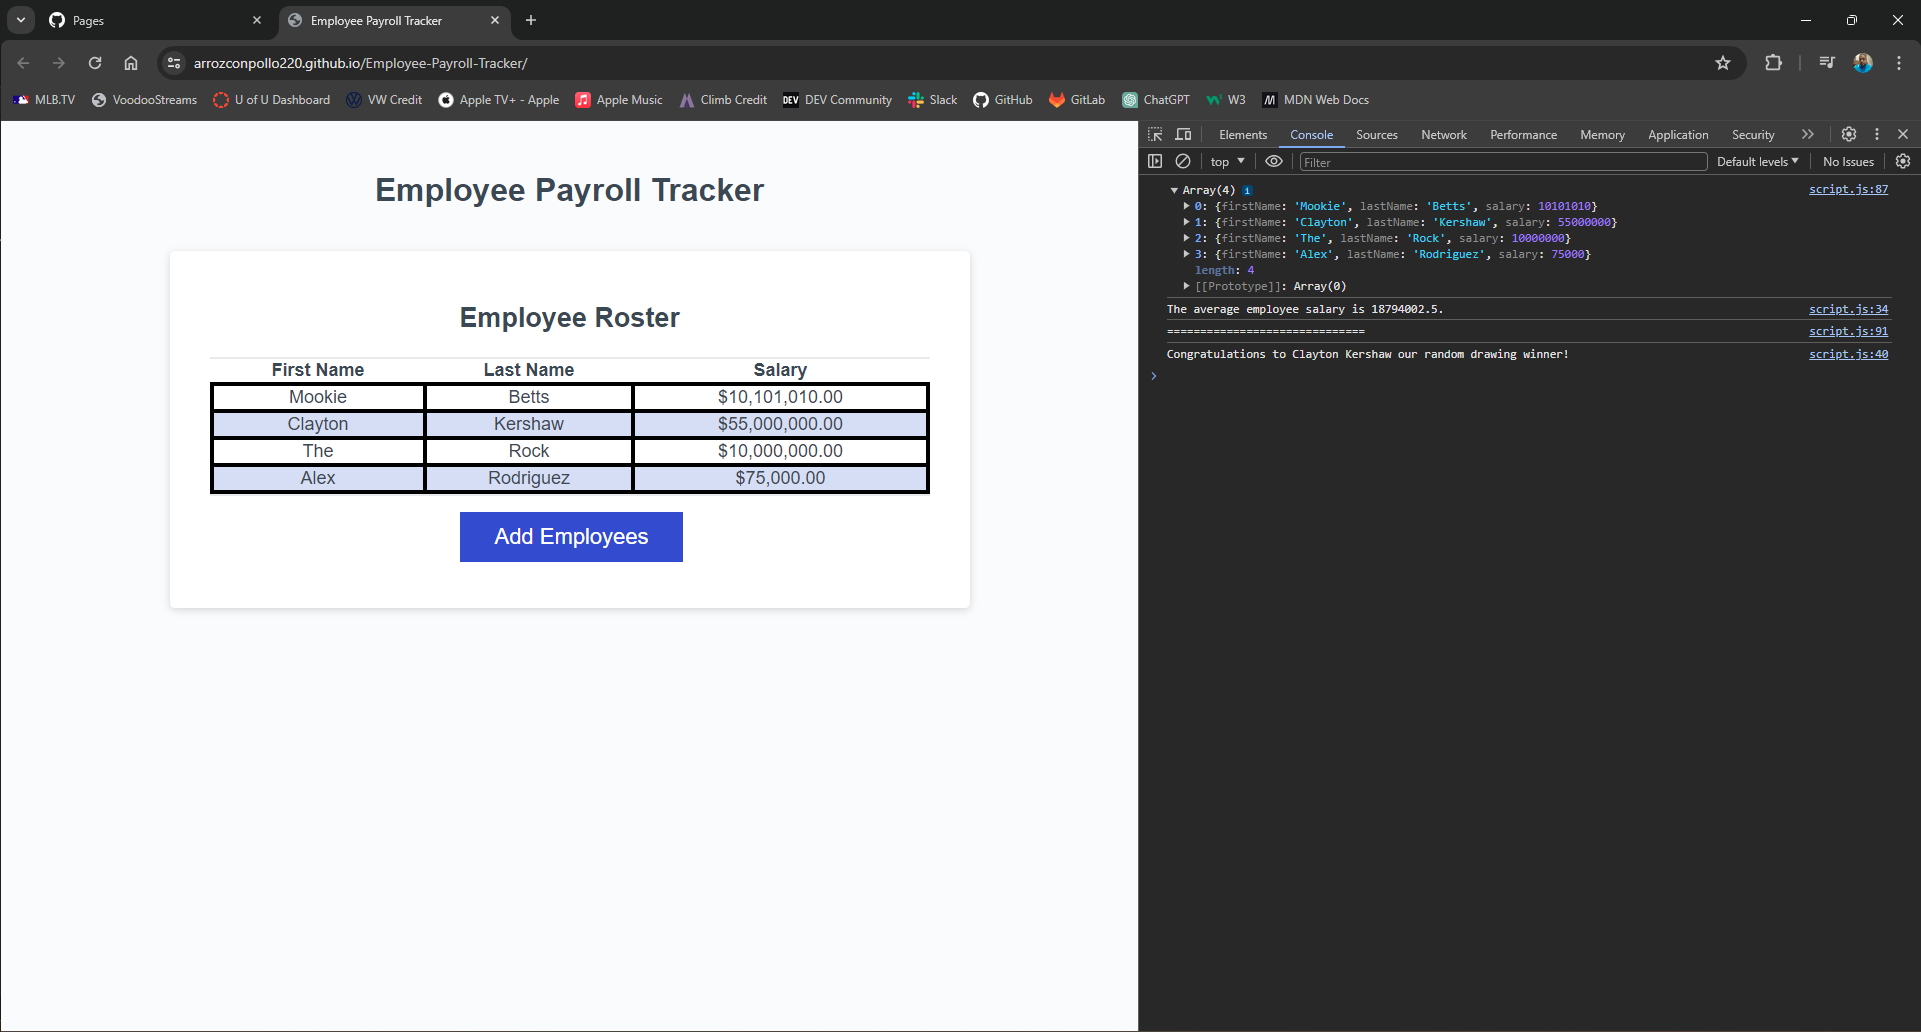 Pages
Employee Payroll Tracker
arrozconpollo220.github.io/Employee-Payroll-Tracker/
MLB.TV VoodooStreams U of U Dashboard VW Credit Apple TV+ - Apple Apple Music Climb Credit DEV DEV Community Slack GitHub GitLab ChatGPT W3 MDN Web Docs
Employee Payroll Tracker
Employee Roster
First Name Last Name Salary
Mookie Betts $10,101,010.00
Clayton Kershaw $55,000,000.00
The Rock $10,000,000.00
Alex Rodriguez $75,000.00
Add Employees
Elements Console Sources Network Performance Memory Application Security
top Filter Default levels No Issues
Array(4) i script.js:87
0: {firstName: 'Mookie', lastName: 'Betts', salary: 10101010}
1: {firstName: 'Clayton', lastName: 'Kershaw', salary: 55000000}
2: {firstName: 'The', lastName: 'Rock', salary: 10000000}
3: {firstName: 'Alex', lastName: 'Rodriguez', salary: 75000}
length: 4
[[Prototype]]: Array(0)
The average employee salary is 18794002.5. script.js:34
============================== script.js:91
Congratulations to Clayton Kershaw our random drawing winner! script.js:40